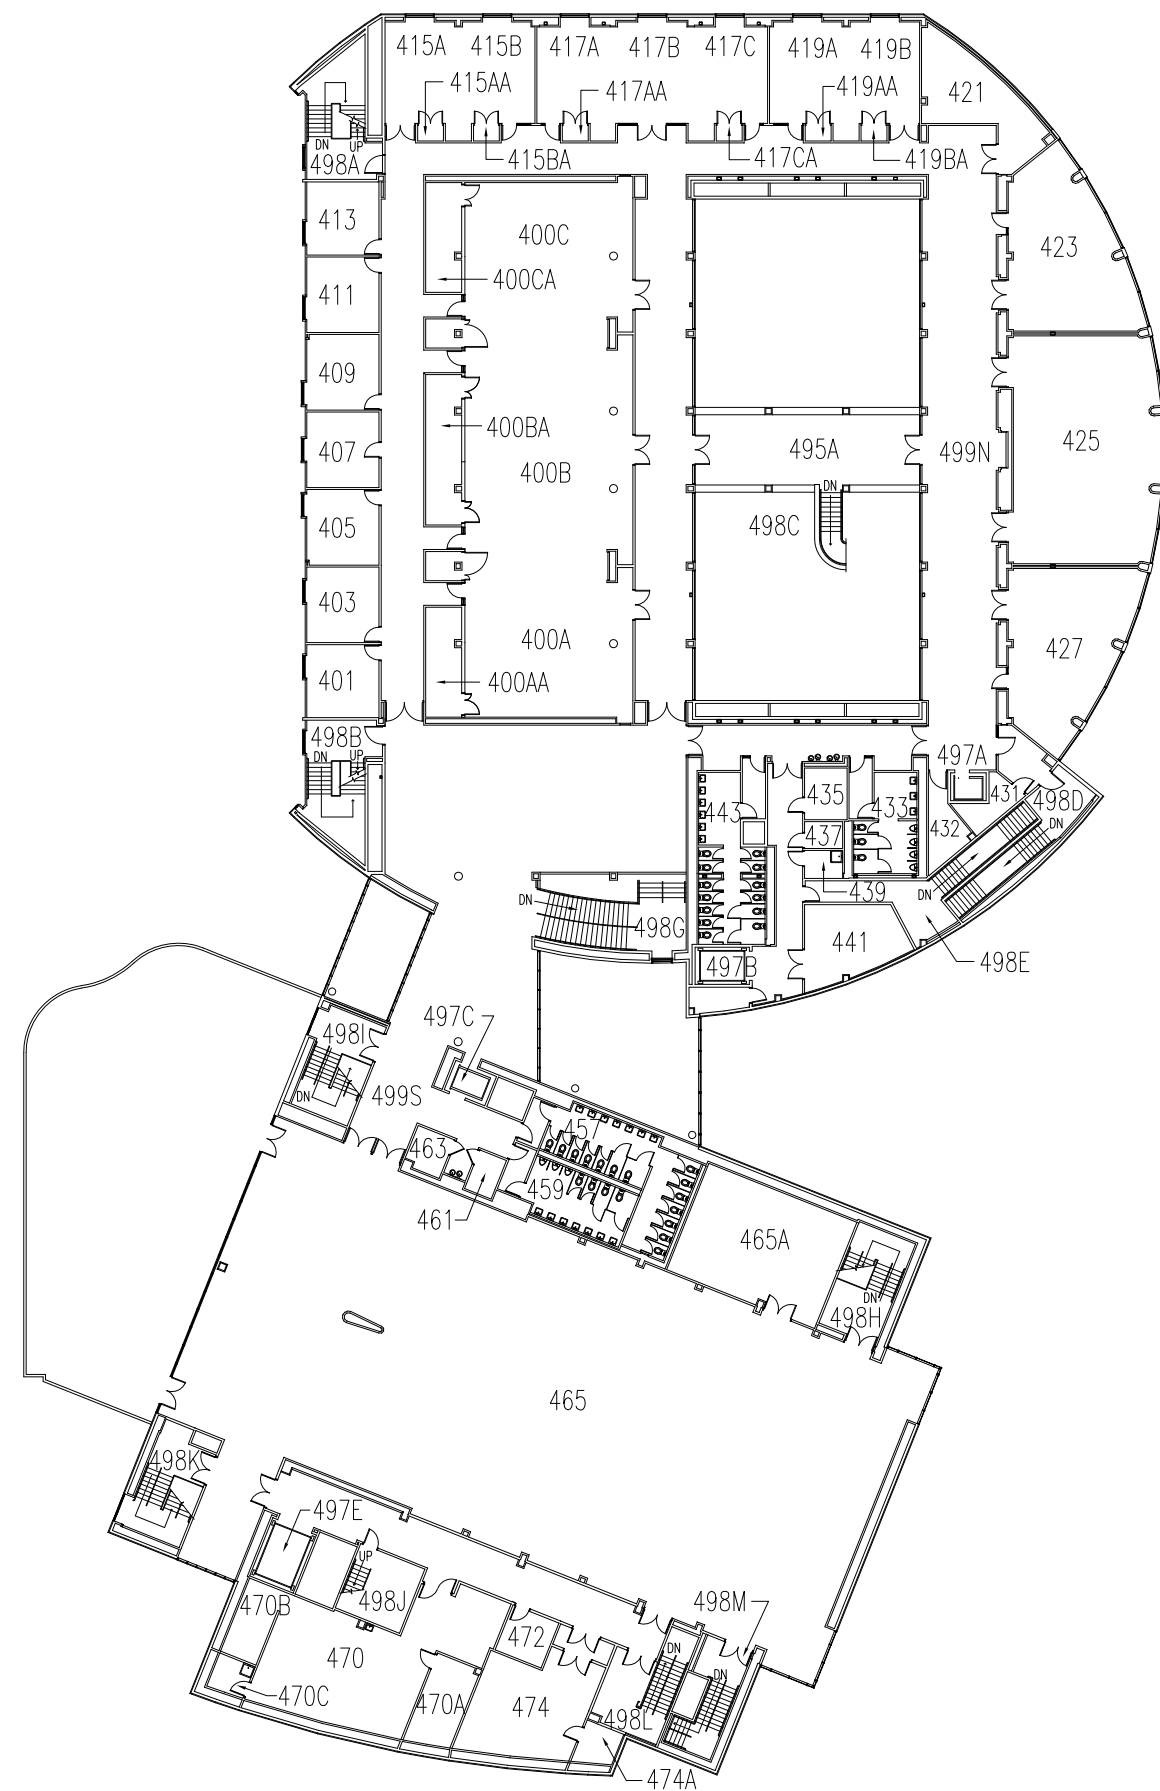 415A 415B 417A 417B 417C 419A 419B
415AA 417AA 419AA 421
DN UP
498A 415BA 417CA 419BA
413 400C 423
411 400CA
409
407 400BA 495A 499N 425
400B
DN
405 498C
403
400A 427
401 400AA
498B
DN UP
497A
443 435 433 431 498D
437 432 DN
439 DN
DN
498G 441 498E
497B
497C
498I
DN 499S
457
463
459
461
465A
DN
498H
465
498K
DN
497E
UP
498J
470B 498M
472 DN
470 DN
470C 470A 474 498L
474A